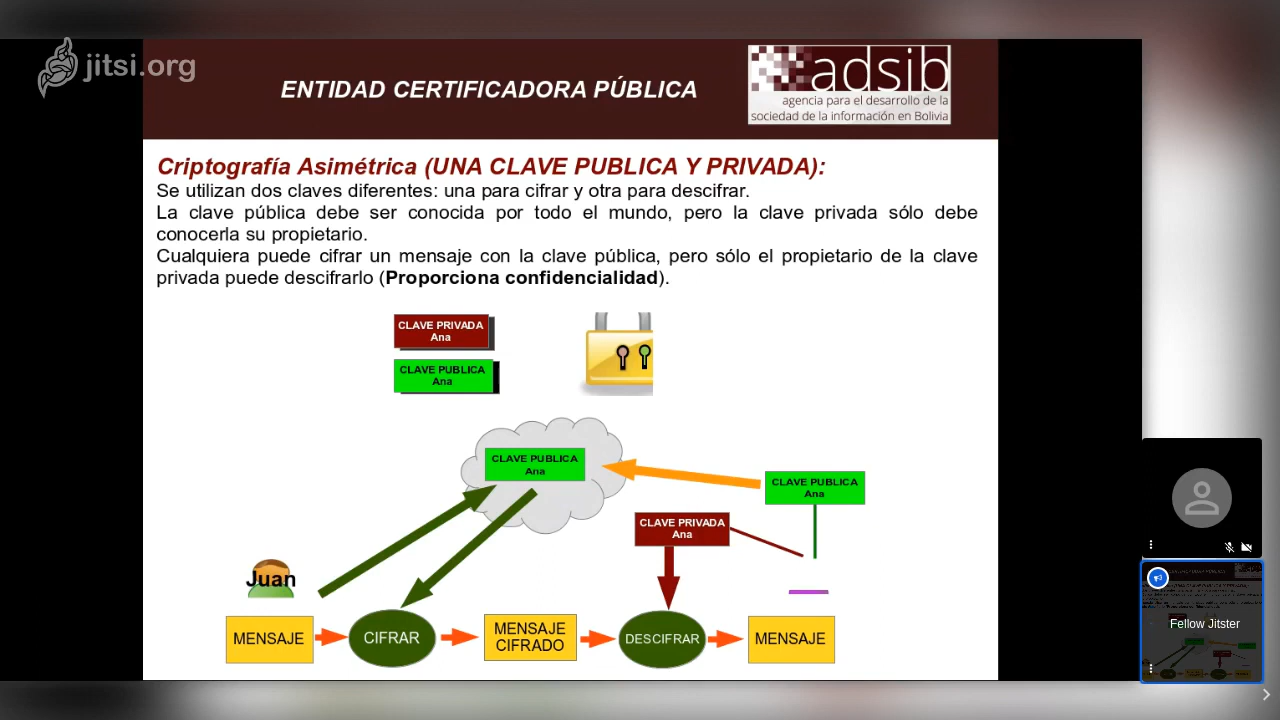 jitsi.org
ENTIDAD CERTIFICADORA PÚBLICA
adsib
agencia para el desarrollo de la
sociedad de la información en Bolivia
Criptografía Asimétrica (UNA CLAVE PUBLICA Y PRIVADA):
Se utilizan dos claves diferentes: una para cifrar y otra para descifrar.
La clave pública debe ser conocida por todo el mundo, pero la clave privada sólo debe
conocerla su propietario.
Cualquiera puede cifrar un mensaje con la clave pública, pero sólo el propietario de la clave
privada puede descifrarlo (Proporciona confidencialidad).
CLAVE PRIVADA
Ana
CLAVE PUBLICA
Ana
CLAVE PUBLICA
Ana
CLAVE PUBLICA
Ana
CLAVE PRIVADA
Ana
Juan
MENSAJE
CIFRAR
MENSAJE
CIFRADO
DESCIFRAR
MENSAJE
Fellow Jitster